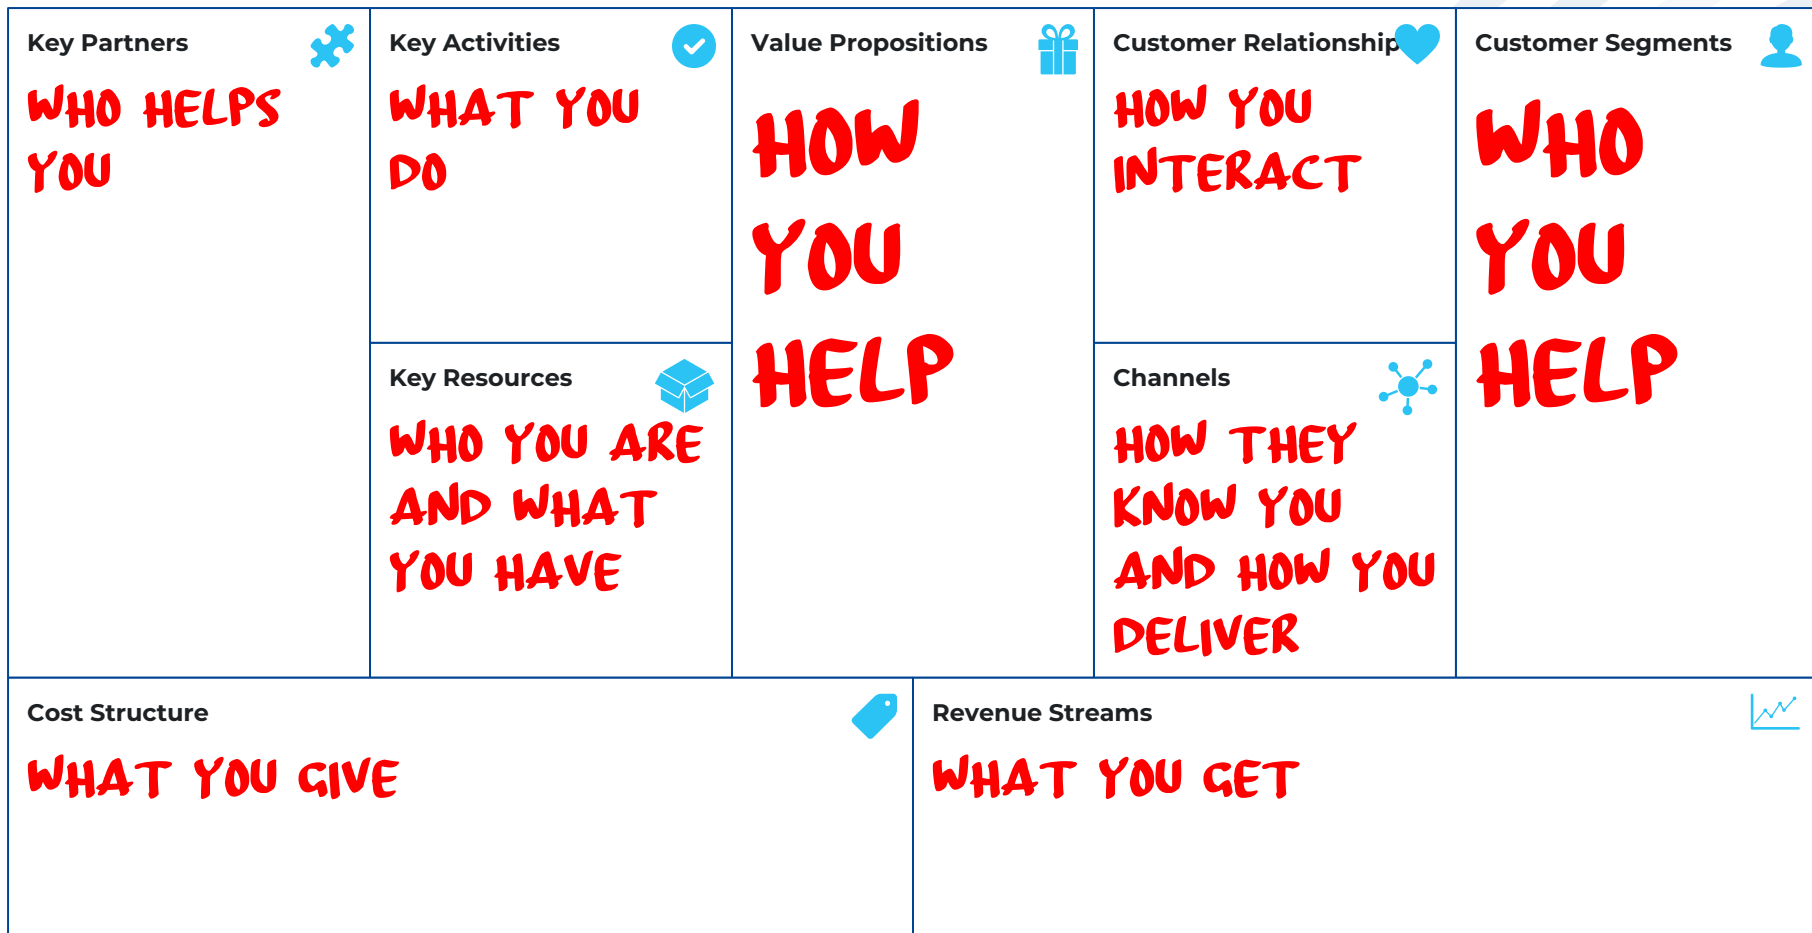 Key Partners
WHO HELPS
YOU
Key Activities
WHAT YOU
DO
Key Resources
WHO YOU ARE
AND WHAT
YOU HAVE
Value Propositions
HOW
YOU
HELP
Customer Relationship
HOW YOU
INTERACT
Channels
HOW THEY
KNOW YOU
AND HOW YOU
DELIVER
Customer Segments
WHO
YOU
HELP
Cost Structure
WHAT YOU GIVE
Revenue Streams
WHAT YOU GET